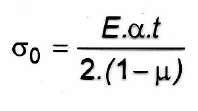 σ₀ = E.α.t / 2.(1 – μ)